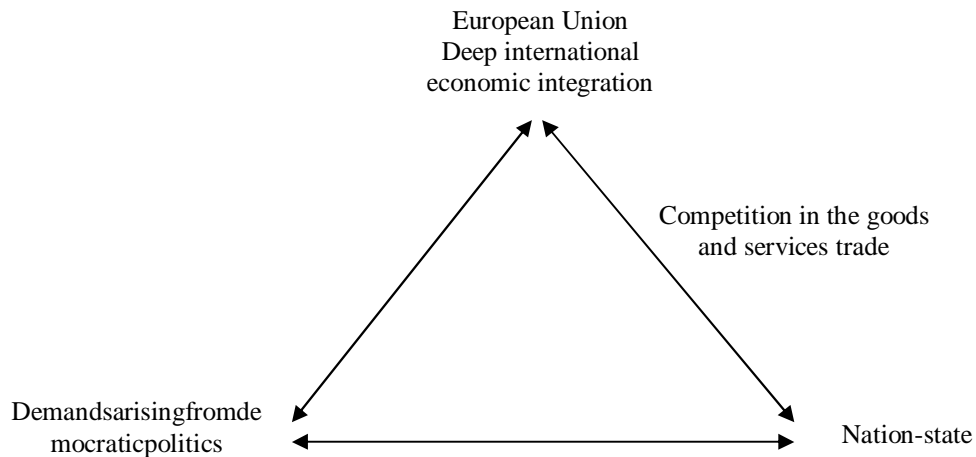 European Union
Deep international
economic integration
Competition in the goods
and services trade
Demandsarisingfromde
mocraticpolitics
Nation-state